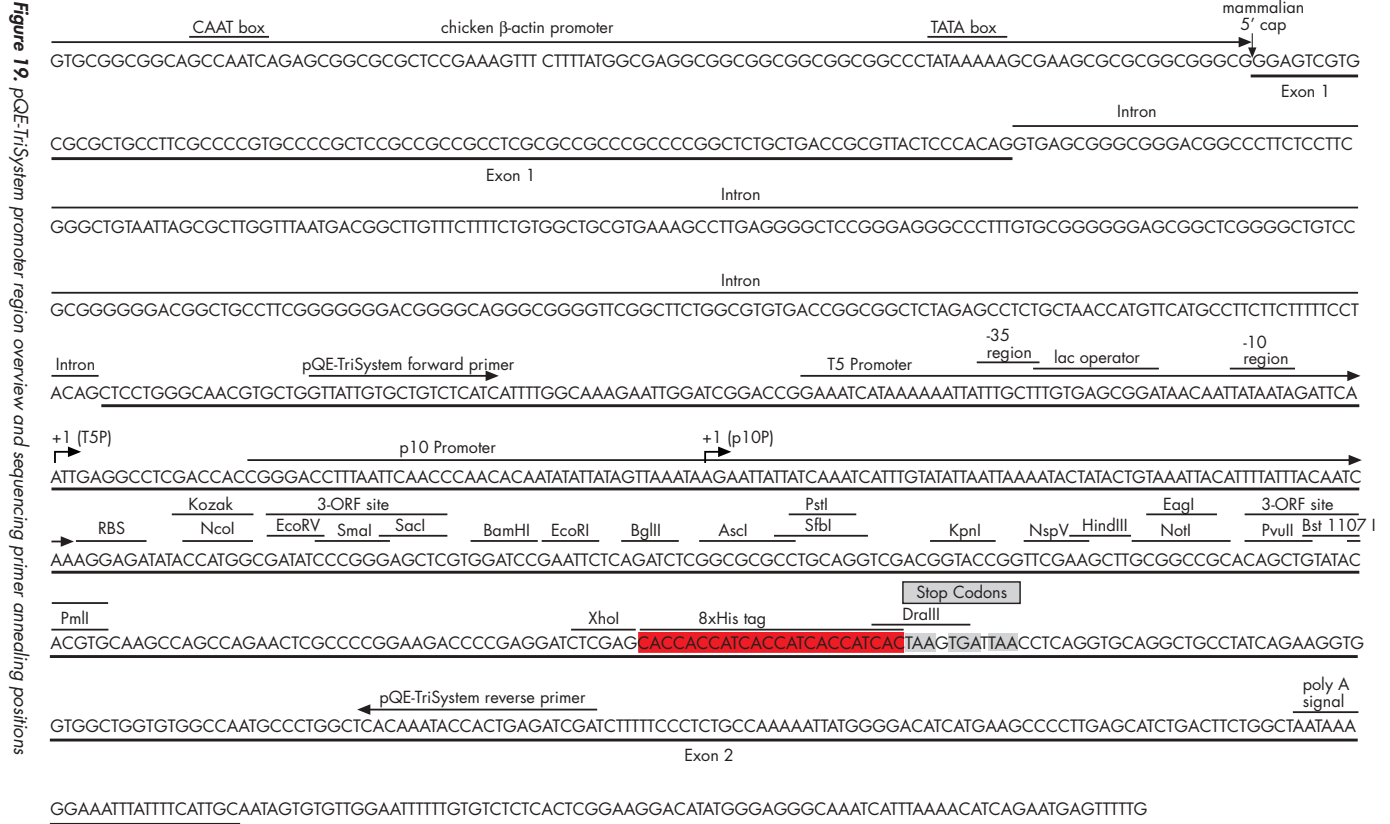 Figure 19. pQE-TriSystem promoter region overview and sequencing primer annealing positions
mammalian
CAAT box chicken β-actin promoter TATA box 5' cap
GTGCGGCGGCAGCCAATCAGAGCGGCGCGCTCCGAAAGTTT CTTTTATGGCGAGGCGGCGGCGGCGGCGGCCCTATAAAAAGCGAAGCGCGCGGCGGGCGGGAGTCGTG
Exon 1
Intron
CGCGCTGCCTTCGCCCCGTGCCCCGCTCCGCCGCCGCCTCGCGCCGCCCGCCCCGGCTCTGCTGACCGCGTTACTCCCACAGGTGAGCGGGCGGGACGGCCCTTCTCCTTC
Exon 1
Intron
GGGCTGTAATTAGCGCTTGGTTTAATGACGGCTTGTTTCTTTTCTGTGGCTGCGTGAAAGCCTTGAGGGGCTCCGGGAGGGCCCTTTGTGCGGGGGGGAGCGGCTCGGGGCTGTCC
Intron
GCGGGGGGACGGCTGCCTTCGGGGGGGACGGGGCAGGGCGGGGTTCGGCTTCTGGCGTGTGACCGGCGGCTCTAGAGCCTCTGCTAACCATGTTCATGCCTTCTTCTTTTTCCT
-35 -10
Intron pQE-TriSystem forward primer T5 Promoter region lac operator region
ACAGCTCCTGGGCAACGTGCTGGTTATTGTGCTGTCTCATCATTTTGGCAAAGAATTGGATCGGACCGGAAATCATAAAAAATTATTTGCTTTGTGAGCGGATAACAATTATAATAGATTCA
+1 (T5P) p10 Promoter +1 (p10P)
ATTGAGGCCTCGACCACCGGGACCTTTAATTCAACCCAACACAATATATTATAGTTAAATAAGAATTATTATCAAATCATTTGTATATTAATTAAAATACTATACTGTAAATTACATTTTATTTACAATC
Kozak 3-ORF site PstI EagI 3-ORF site
RBS NcoI EcoRV SmaI SacI BamHI EcoRI BglII AscI SfbI KpnI NspV HindIII NotI PvuII Bst 1107 I
AAAGGAGATATACCATGGCGATATCCCGGGAGCTCGTGGATCCGAATTCTCAGATCTCGGCGCGCCTGCAGGTCGACGGTACCGGTTCGAAGCTTGCGGCCGCACAGCTGTATAC
Stop Codons
PmlI XhoI 8xHis tag DraIII
ACGTGCAAGCCAGCCAGAACTCGCCCCGGAAGACCCCGAGGATCTCGAGCACCACCATCACCATCACCATCACTAAGTGATTAACCTCAGGTGCAGGCTGCCTATCAGAAGGTG
poly A
pQE-TriSystem reverse primer signal
GTGGCTGGTGTGGCCAATGCCCTGGCTCACAAATACCACTGAGATCGATCTTTTTCCCTCTGCCAAAAATTATGGGGACATCATGAAGCCCCTTGAGCATCTGACTTCTGGCTAATAAA
Exon 2
GGAAATTTATTTTCATTGCAATAGTGTGTTGGAATTTTTTGTGTCTCTCACTCGGAAGGACATATGGGAGGGCAAATCATTTAAAACATCAGAATGAGTTTTTG